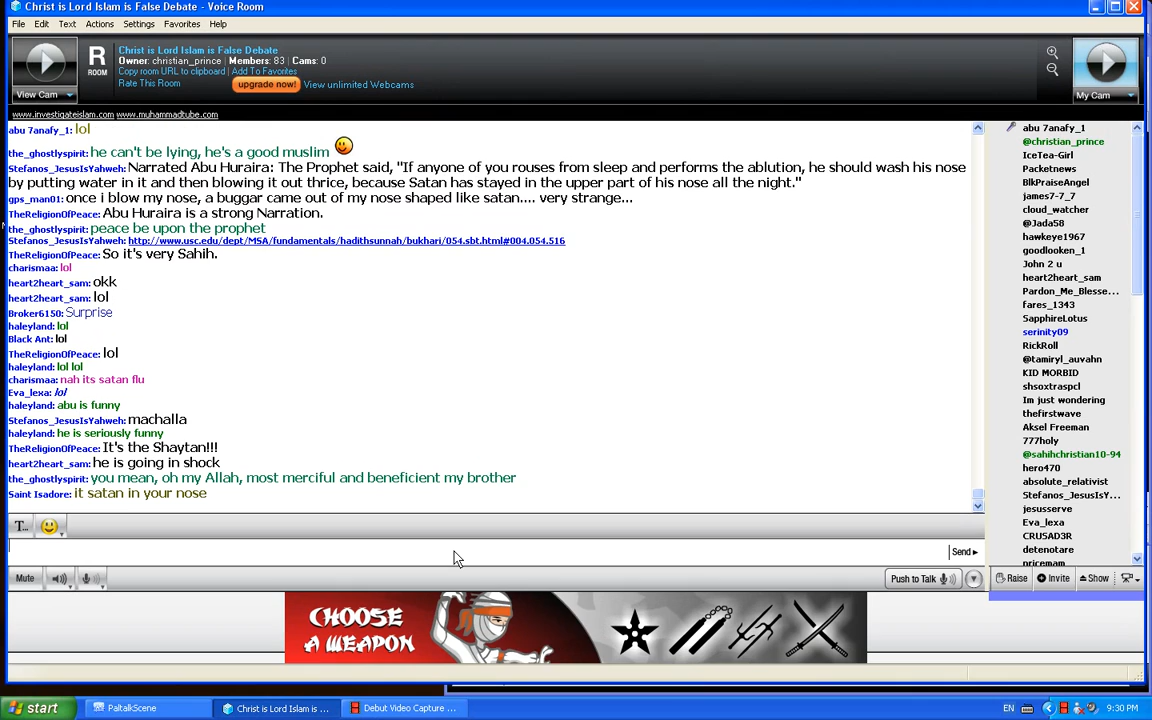 Christ is Lord Islam is False Debate - Voice Room
File Edit Text Actions Settings Favorites Help
View Cam
R
ROOM
Christ is Lord Islam is False Debate
Owner: christian_prince | Members: 83 | Cams: 0
Copy room URL to clipboard | Add To Favorites
Rate This Room
upgrade now! View unlimited Webcams
My Cam
www.investigateislam.com www.muhammadtube.com
abu 7anafy_1: lol
the_ghostlyspirit: he can't be lying, he's a good muslim
Stefanos_JesusIsYahweh: Narrated Abu Huraira: The Prophet said, "If anyone of you rouses from sleep and performs the ablution, he should wash his nose
by putting water in it and then blowing it out thrice, because Satan has stayed in the upper part of his nose all the night."
gps_man01: once i blow my nose, a buggar came out of my nose shaped like satan.... very strange...
TheReligionOfPeace: Abu Huraira is a strong Narration.
the_ghostlyspirit: peace be upon the prophet
Stefanos_JesusIsYahweh: http://www.usc.edu/dept/MSA/fundamentals/hadithsunnah/bukhari/054.sbt.html#004.054.516
TheReligionOfPeace: So it's very Sahih.
charismaa: lol
heart2heart_sam: okk
heart2heart_sam: lol
Broker6150: Surprise
haleyland: lol
Black Ant: lol
TheReligionOfPeace: lol
haleyland: lol lol
charismaa: nah its satan flu
Eva_lexa: lol
haleyland: abu is funny
Stefanos_JesusIsYahweh: machalla
haleyland: he is seriously funny
TheReligionOfPeace: It's the Shaytan!!!
heart2heart_sam: he is going in shock
the_ghostlyspirit: you mean, oh my Allah, most merciful and beneficient my brother
Saint Isadore: it satan in your nose
abu 7anafy_1
@christian_prince
IceTea-Girl
Packetnews
BlkPraiseAngel
james7-7_7
cloud_watcher
@Jada58
hawkeye1967
goodlooken_1
John 2 u
heart2heart_sam
Pardon_Me_Blesse...
fares_1343
SapphireLotus
serinity09
RickRoll
@tamiryl_auvahn
KID MORBID
shsoxtraspcl
Im just wondering
thefirstwave
Aksel Freeman
777holy
@sahihchristian10-94
hero470
absolute_relativist
Stefanos_JesusIsY...
jesusserve
Eva_lexa
CRUSAD3R
detenotare
pricemam
T...
Send
Mute
Push to Talk
Raise Invite Show
CHOOSE
A WEAPON
start PaltalkScene Christ is Lord Islam is ... Debut Video Capture ... EN 9:30 PM